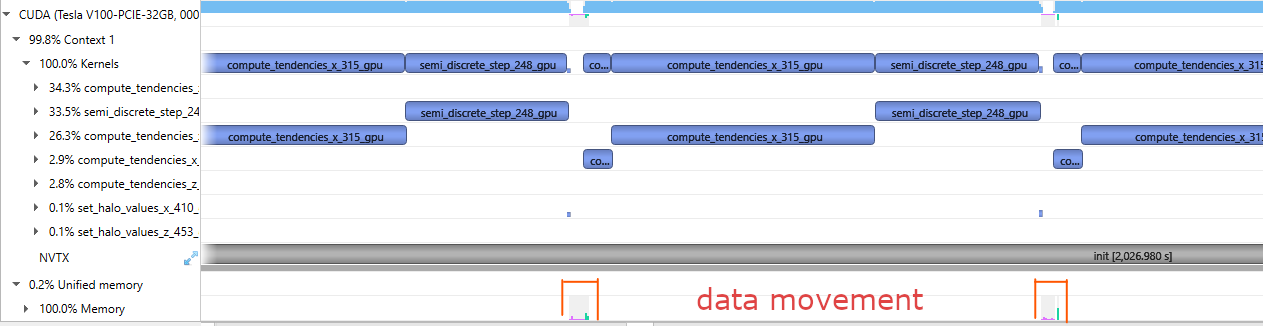 CUDA (Tesla V100-PCIE-32GB, 000
99.8% Context 1
100.0% Kernels
compute_tendencies_x_315_gpu semi_discrete_step_248_gpu co... compute_tendencies_x_315_gpu semi_discrete_step_248_gpu co... compute_tendencies_x_315
34.3% compute_tendencies_
33.5% semi_discrete_step_24 semi_discrete_step_248_gpu semi_discrete_step_248_gpu
26.3% compute_tendencies_ compute_tendencies_x_315_gpu compute_tendencies_x_315_gpu compute_tendencies_x_315
2.9% compute_tendencies_x_ co... co...
2.8% compute_tendencies_z_
0.1% set_halo_values_x_410_
0.1% set_halo_values_z_453_
NVTX init [2,026.980 s]
0.2% Unified memory
100.0% Memory
data movement